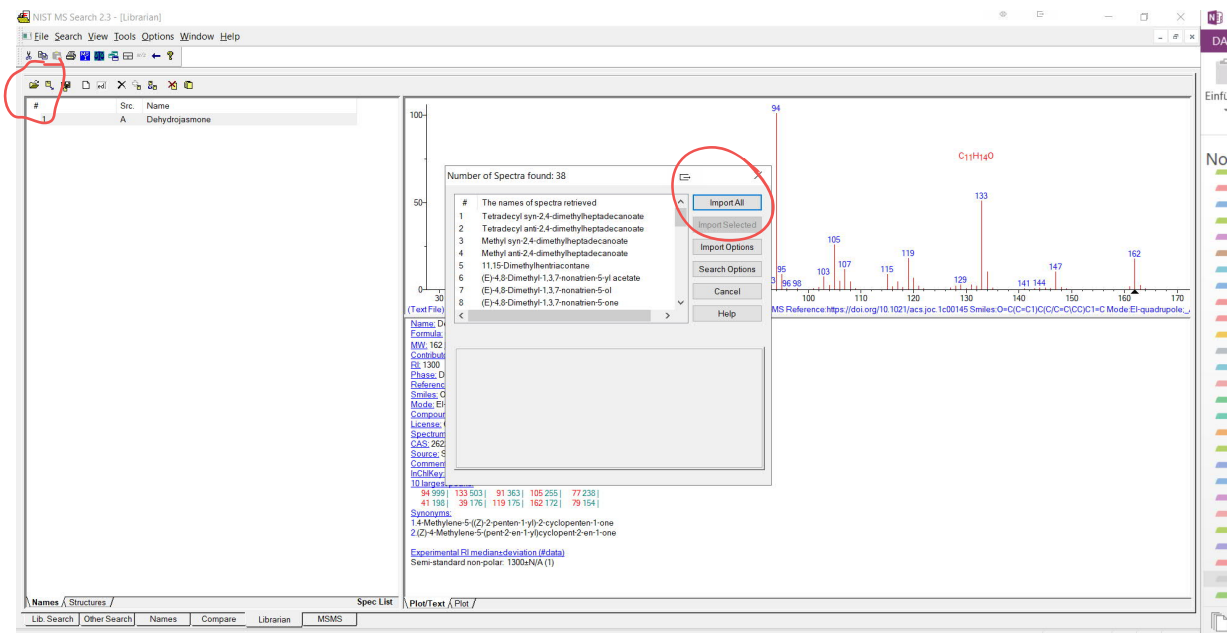 NIST MS Search 2.3 - [Librarian]
File Search View Tools Options Window Help
# Src. Name
1 A Dehydrojasmone
Names Structures
Spec List
Lib. Search Other Search Names Compare Librarian MSMS
100
50
0
94
C11H14O
133
105
107
119
162
95
96 98
103
115
129
141 144
147
30
100 110 120 130 140 150 160 170
(Text File)
MS Reference:https://doi.org/10.1021/acs.joc.1c00145 Smiles:O=C(C=C1)C(C/C=C\CC)C1=C Mode:EI-quadrupole;
Number of Spectra found: 38
# The names of spectra retrieved
1 Tetradecyl syn-2,4-dimethylheptadecanoate
2 Tetradecyl anti-2,4-dimethylheptadecanoate
3 Methyl syn-2,4-dimethylheptadecanoate
4 Methyl anti-2,4-dimethylheptadecanoate
5 11,15-Dimethylhentriacontane
6 (E)-4,8-Dimethyl-1,3,7-nonatrien-5-yl acetate
7 (E)-4,8-Dimethyl-1,3,7-nonatrien-5-ol
8 (E)-4,8-Dimethyl-1,3,7-nonatrien-5-one
Import All
Import Selected
Import Options
Search Options
Cancel
Help
Name: D
Formula:
MW: 162
Contribut
RI: 1300
Phase: D
Referenc
Smiles: O
Mode: EI-
Compour
License:
Spectrum
CAS: 262
Source: S
Commen
InChIKey:
10 larges
94 999 | 133 503 | 91 363 | 105 255 | 77 238 |
41 198 | 39 176 | 119 175 | 162 172 | 79 154 |
Synonyms:
1.4-Methylene-5-((Z)-2-penten-1-yl)-2-cyclopenten-1-one
2.(Z)-4-Methylene-5-(pent-2-en-1-yl)cyclopent-2-en-1-one
Experimental RI median±deviation (#data)
Semi-standard non-polar: 1300±N/A (1)
Plot/Text Plot
DA
Einfü
No